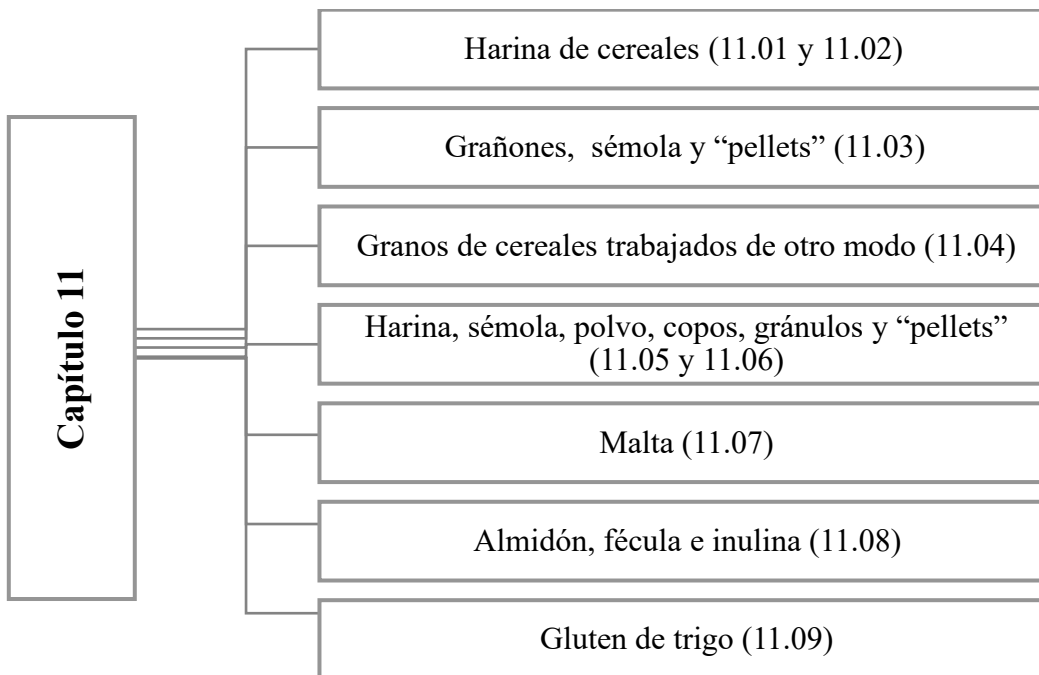 Capítulo 11
Harina de cereales (11.01 y 11.02)
Grañones, sémola y “pellets” (11.03)
Granos de cereales trabajados de otro modo (11.04)
Harina, sémola, polvo, copos, gránulos y “pellets”
(11.05 y 11.06)
Malta (11.07)
Almidón, fécula e inulina (11.08)
Gluten de trigo (11.09)